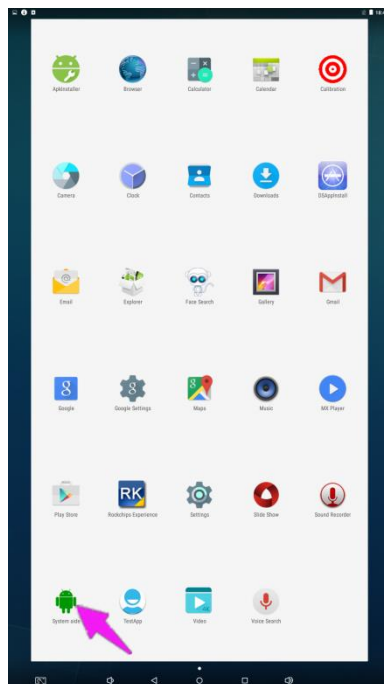 ApkInstaller Browser Calculator Calendar Calibration
Camera Clock Contacts Downloads DSAppInstall
Email Explorer Face Search Gallery Gmail
Google Google Settings Maps Music MX Player
RK
Play Store Rockchips Experience Settings Slide Show Sound Recorder
TestApp Video Voice Search